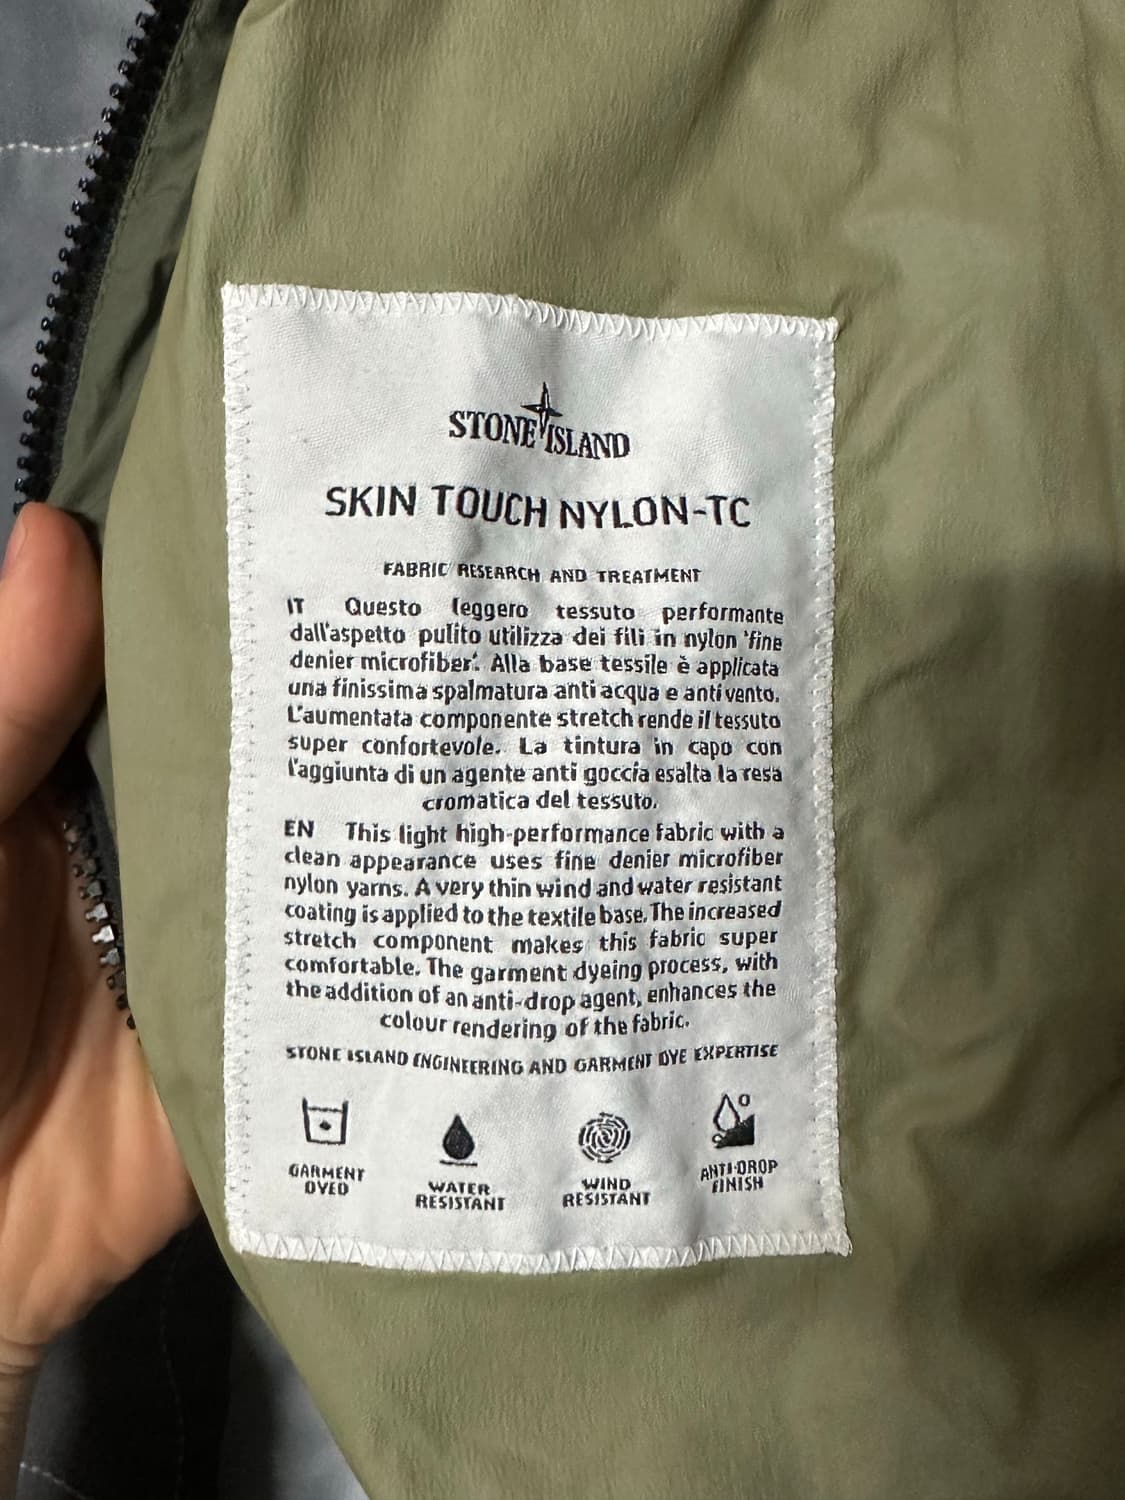 STONE ISLAND
SKIN TOUCH NYLON-TC
FABRIC RESEARCH AND TREATMENT
IT Questo leggero tessuto performante
dall'aspetto pulito utilizza dei fili in nylon 'fine
denier microfiber'. Alla base tessile è applicata
una finissima spalmatura anti acqua e anti vento.
L'aumentata componente stretch rende il tessuto
super confortevole. La tintura in capo con
l'aggiunta di un agente anti goccia esalta la resa
cromatica del tessuto.
EN This light high-performance fabric with a
clean appearance uses fine denier microfiber
nylon yarns. A very thin wind and water resistant
coating is applied to the textile base. The increased
stretch component makes this fabric super
comfortable. The garment dyeing process, with
the addition of an anti-drop agent, enhances the
colour rendering of the fabric.
STONE ISLAND ENGINEERING AND GARMENT DYE EXPERTISE
GARMENT
DYED
WATER
RESISTANT
WIND
RESISTANT
ANTI-DROP
FINISH